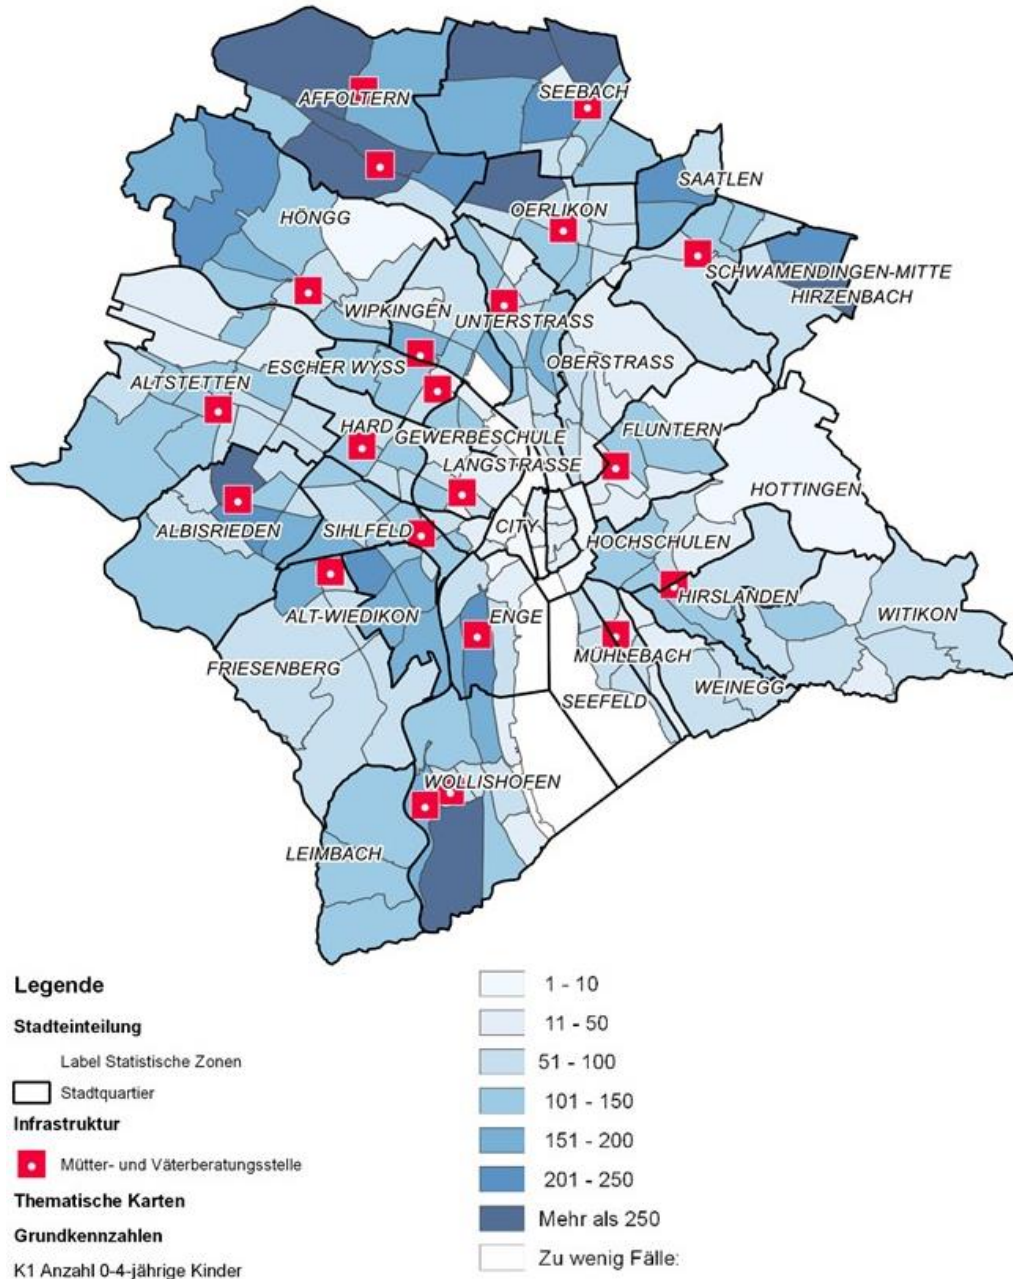 AFFOLTERN
SEEBACH
SAATLEN
HÖNGG
OERLIKON
SCHWAMENDINGEN-MITTE
HIRZENBACH
WIPKINGEN
UNTERSTRASS
ESCHER WYSS
OBERSTRASS
ALTSTETTEN
HARD
GEWERBESCHULE
FLUNTERN
LANGSTRASSE
HOTTINGEN
ALBISRIEDEN
SIHLFELD
CITY
HOCHSCHULEN
HIRSLANDEN
ALT-WIEDIKON
ENGE
WITIKON
MÜHLEBACH
FRIESENBERG
WEINEGG
SEEFELD
WOLLISHOFEN
LEIMBACH
Legende
Stadteinteilung
Label Statistische Zonen
Stadtquartier
Infrastruktur
Mütter- und Väterberatungsstelle
Thematische Karten
Grundkennzahlen
K1 Anzahl 0-4-jährige Kinder
1 - 10
11 - 50
51 - 100
101 - 150
151 - 200
201 - 250
Mehr als 250
Zu wenig Fälle: